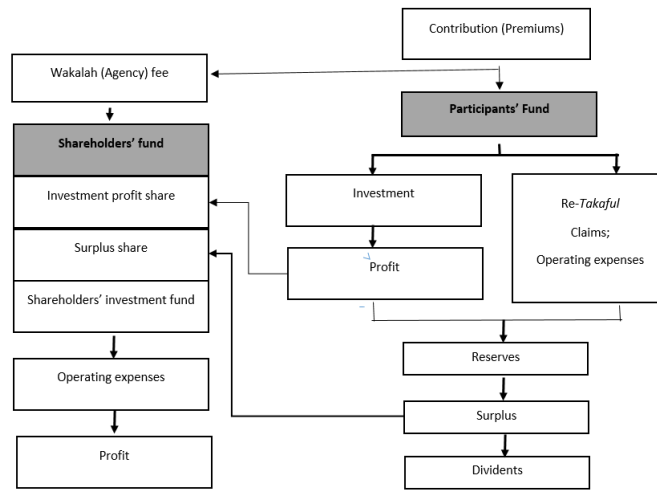 Contribution (Premiums)
Wakalah (Agency) fee
Participants’ Fund
Shareholders’ fund
Investment profit share
Surplus share
Shareholders’ investment fund
Investment
Profit
Re-Takaful
Claims;
Operating expenses
Reserves
Operating expenses
Surplus
Profit
Dividents